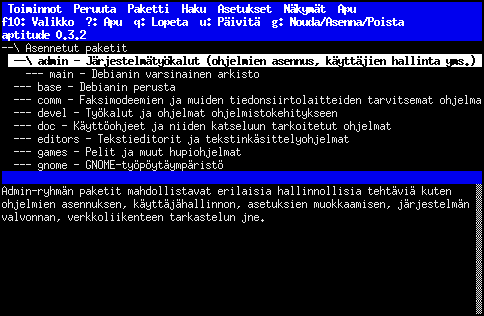 Toiminnot Peruuta Paketti Haku Asetukset Näkymät Apu
f10: Valikko ?: Apu q: Lopeta u: Päivitä g: Nouda/Asenna/Poista
aptitude 0.3.2
--\ Asennetut paketit
--\ admin - Järjestelmätyökalut (ohjelmien asennus, käyttäjien hallinta yms.)
--- main - Debianin varsinainen arkisto
--- base - Debianin perusta
--- comm - Faksimodeemien ja muiden tiedonsiirtolaitteiden tarvitsemat ohjelma
--- devel - Työkalut ja ohjelmat ohjelmistokehitykseen
--- doc - Käyttöohjeet ja niiden katseluun tarkoitetut ohjelmat
--- editors - Tekstieditorit ja tekstinkäsittelyohjelmat
--- games - Pelit ja muut hupiohjelmat
--- gnome - GNOME-työpöytäympäristö
Admin-ryhmän paketit mahdollistavat erilaisia hallinnollisia tehtäviä kuten
ohjelmien asennuksen, käyttäjähallinnon, asetuksien muokkaamisen, järjestelmän
valvonnan, verkkoliikenteen tarkastelun jne.